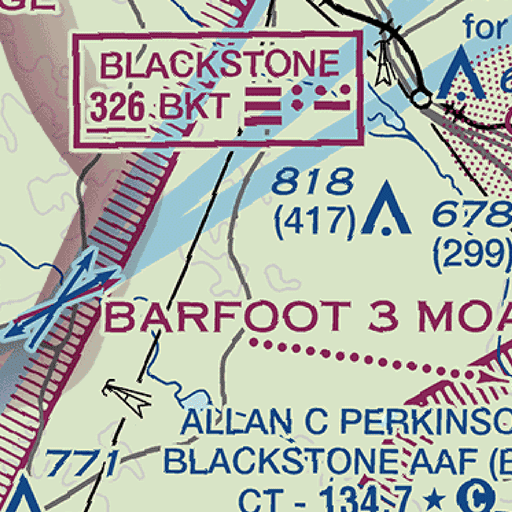 GE
for
BLACKSTONE
326 BKT
818
(417)
678
(299)
BARFOOT 3 MOA
ALLAN C PERKINSO
771
BLACKSTONE AAF (B
CT - 134.7 ★ C